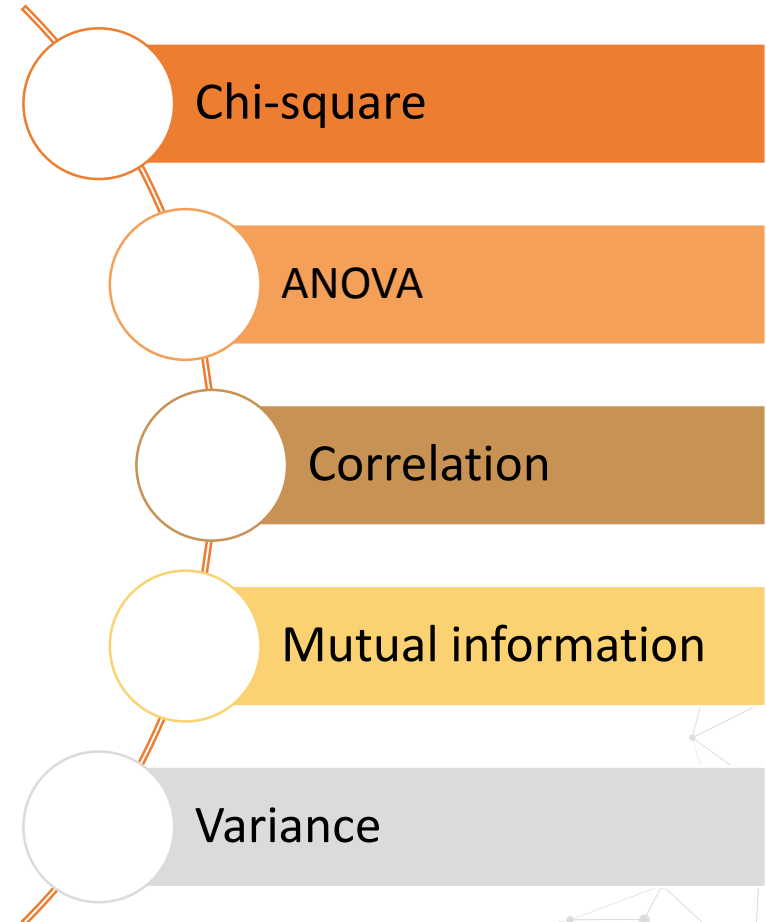 Chi-square
ANOVA
Correlation
Mutual information
Variance